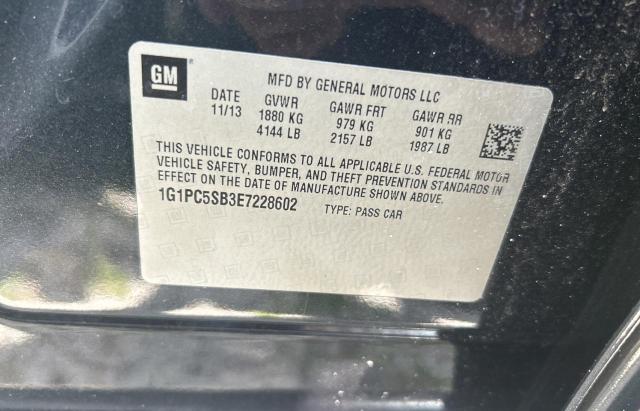 GM
MFD BY GENERAL MOTORS LLC
DATE GVWR GAWR FRT GAWR RR
11/13 1880 KG 979 KG 901 KG
4144 LB 2157 LB 1987 LB
THIS VEHICLE CONFORMS TO ALL APPLICABLE U.S. FEDERAL MOTOR
VEHICLE SAFETY, BUMPER, AND THEFT PREVENTION STANDARDS IN
EFFECT ON THE DATE OF MANUFACTURE SHOWN ABOVE.
1G1PC5SB3E7228602 TYPE: PASS CAR